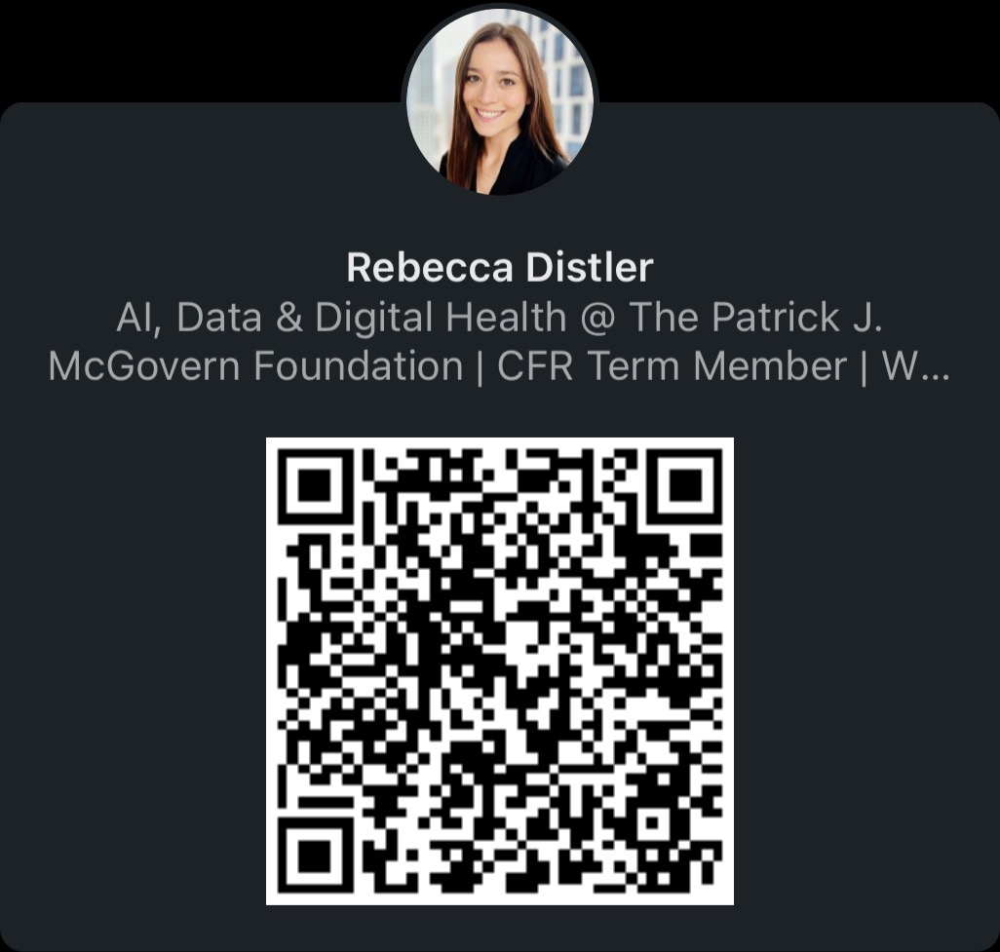 Rebecca Distler
AI, Data & Digital Health @ The Patrick J.
McGovern Foundation | CFR Term Member | W...